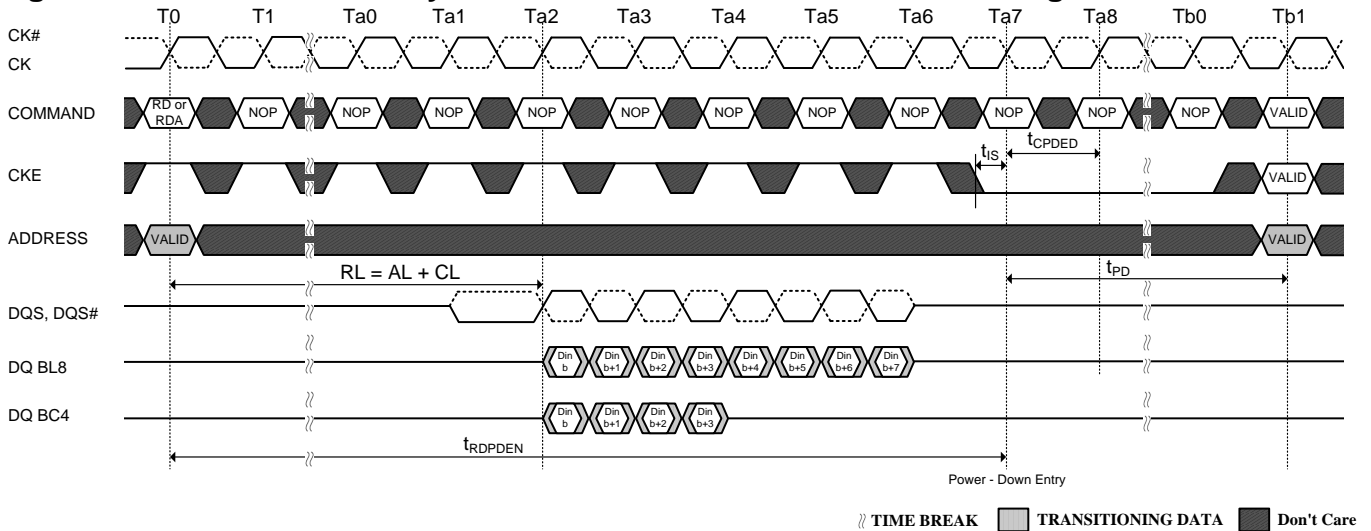 T0 T1 Ta0 Ta1 Ta2 Ta3 Ta4 Ta5 Ta6 Ta7 Ta8 Tb0 Tb1
CK#
CK
COMMAND
RD or
RDA
NOP NOP NOP NOP NOP NOP NOP NOP NOP NOP NOP VALID
tIS
tCPDED
CKE
VALID
ADDRESS
VALID
VALID
RL = AL + CL
tPD
DQS, DQS#
DQ BL8
Din
b
Din
b+1
Din
b+2
Din
b+3
Din
b+4
Din
b+5
Din
b+6
Din
b+7
DQ BC4
Din
b
Din
b+1
Din
b+2
Din
b+3
tRDPDEN
Power - Down Entry
TIME BREAK TRANSITIONING DATA Don't Care